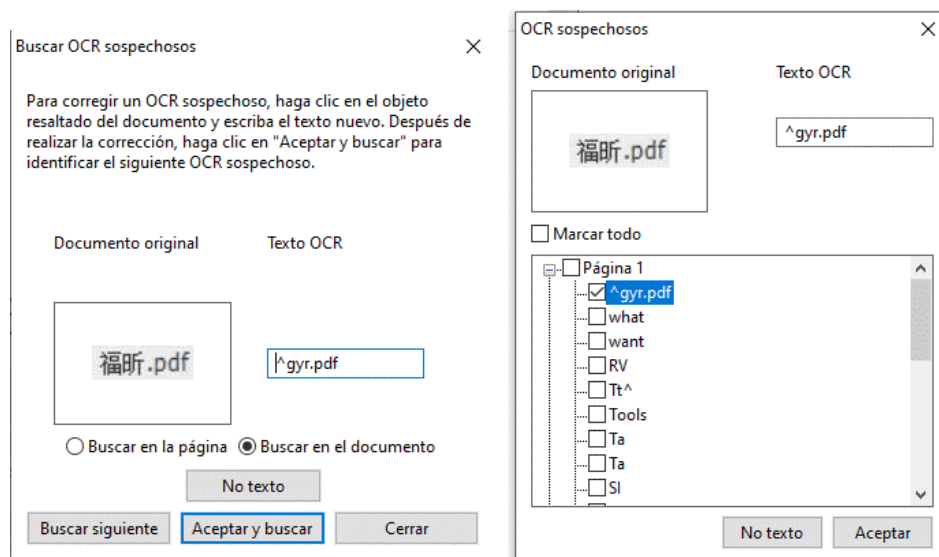 Buscar OCR sospechosos
Para corregir un OCR sospechoso, haga clic en el objeto
resaltado del documento y escriba el texto nuevo. Después de
realizar la corrección, haga clic en "Aceptar y buscar" para
identificar el siguiente OCR sospechoso.
Documento original
Texto OCR
福昕.pdf
^gyr.pdf
Buscar en la página
Buscar en el documento
No texto
Buscar siguiente
Aceptar y buscar
Cerrar
OCR sospechosos
Documento original
Texto OCR
福昕.pdf
^gyr.pdf
Marcar todo
Página 1
^gyr.pdf
what
want
RV
Tt^
Tools
Ta
Ta
SI
No texto
Aceptar